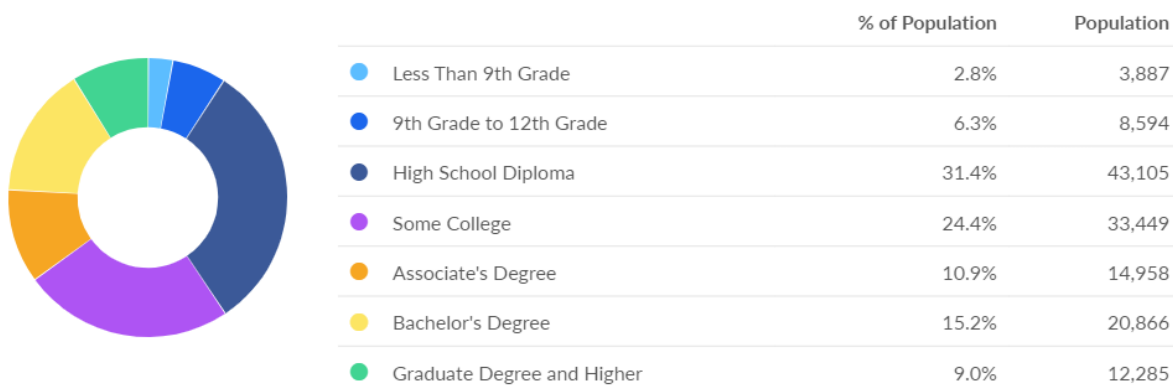 % of Population Population
Less Than 9th Grade 2.8% 3,887
9th Grade to 12th Grade 6.3% 8,594
High School Diploma 31.4% 43,105
Some College 24.4% 33,449
Associate's Degree 10.9% 14,958
Bachelor's Degree 15.2% 20,866
Graduate Degree and Higher 9.0% 12,285